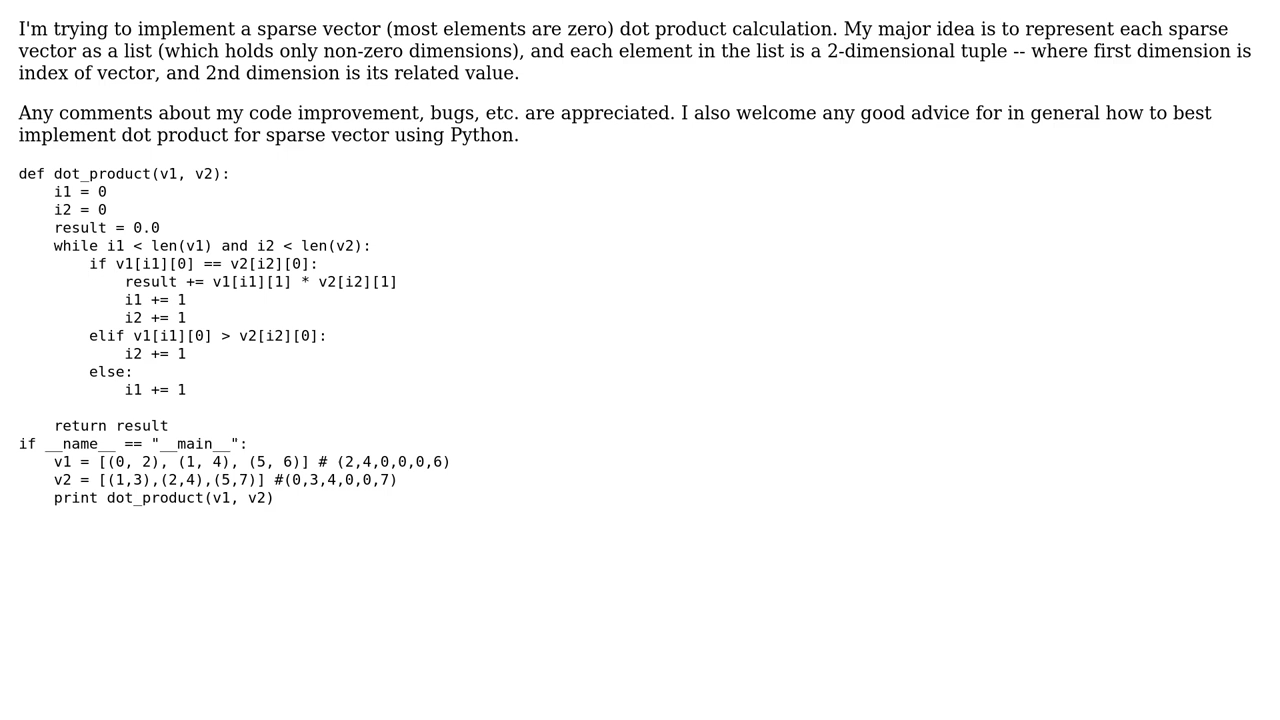 I'm trying to implement a sparse vector (most elements are zero) dot product calculation. My major idea is to represent each sparse
vector as a list (which holds only non-zero dimensions), and each element in the list is a 2-dimensional tuple -- where first dimension is
index of vector, and 2nd dimension is its related value.

Any comments about my code improvement, bugs, etc. are appreciated. I also welcome any good advice for in general how to best
implement dot product for sparse vector using Python.

def dot_product(v1, v2):
    i1 = 0
    i2 = 0
    result = 0.0
    while i1 < len(v1) and i2 < len(v2):
        if v1[i1][0] == v2[i2][0]:
            result += v1[i1][1] * v2[i2][1]
            i1 += 1
            i2 += 1
        elif v1[i1][0] > v2[i2][0]:
            i2 += 1
        else:
            i1 += 1

    return result
if __name__ == "__main__":
    v1 = [(0, 2), (1, 4), (5, 6)] # (2,4,0,0,0,6)
    v2 = [(1,3),(2,4),(5,7)] #(0,3,4,0,0,7)
    print dot_product(v1, v2)